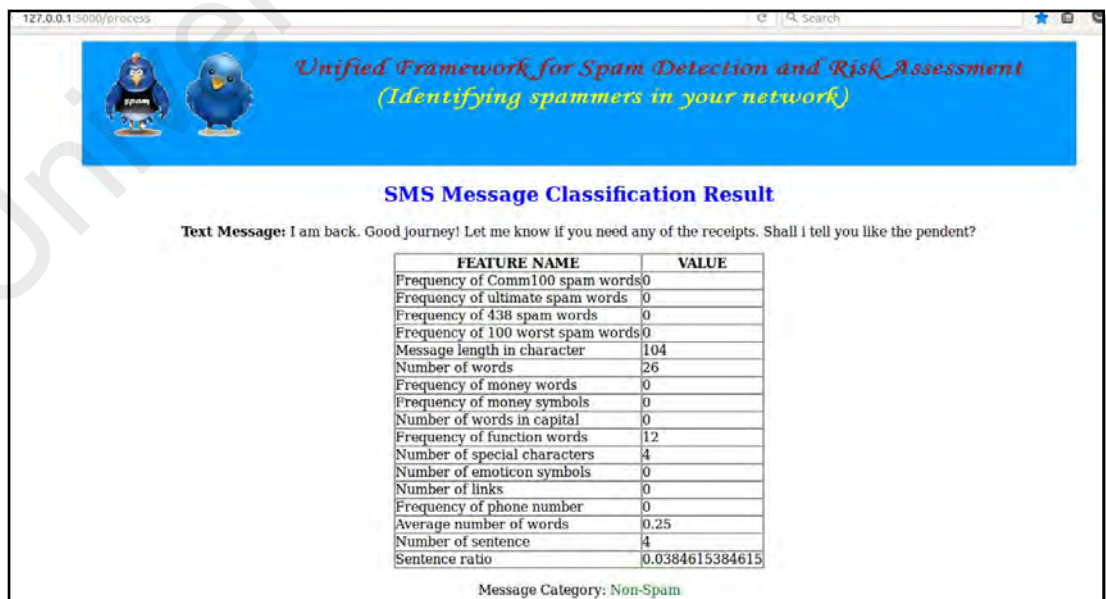 127.0.0.1:5000/process
Search
spam
Unified Framework for Spam Detection and Risk Assessment
(Identifying spammers in your network)
SMS Message Classification Result
Text Message: I am back. Good journey! Let me know if you need any of the receipts. Shall i tell you like the pendent?
FEATURE NAME VALUE
Frequency of Comm100 spam words 0
Frequency of ultimate spam words 0
Frequency of 438 spam words 0
Frequency of 100 worst spam words 0
Message length in character 104
Number of words 26
Frequency of money words 0
Frequency of money symbols 0
Number of words in capital 0
Frequency of function words 12
Number of special characters 4
Number of emoticon symbols 0
Number of links 0
Frequency of phone number 0
Average number of words 0.25
Number of sentence 4
Sentence ratio 0.0384615384615
Message Category: Non-Spam